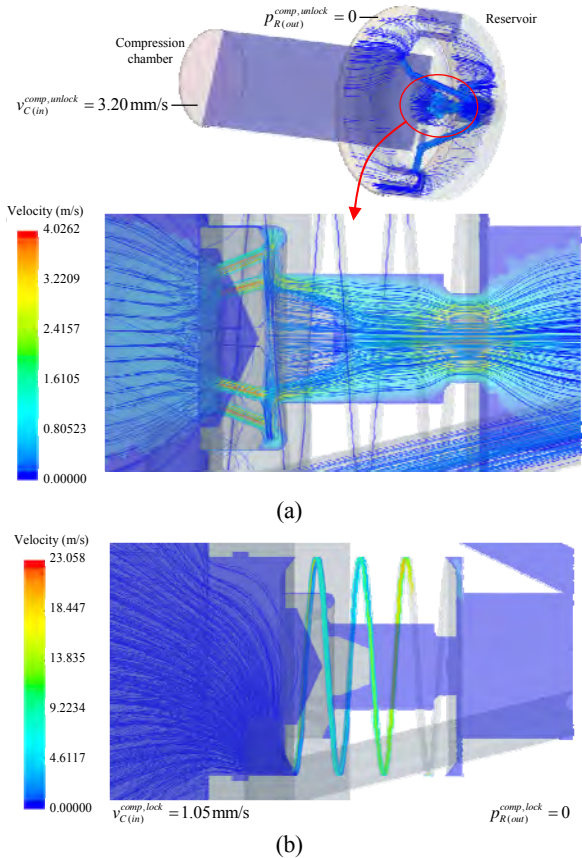 p_{R(out)}^{comp,unlock} = 0
Reservoir
Compression
chamber
v_{C(in)}^{comp,unlock} = 3.20 mm/s
Velocity (m/s)
4.0262
3.2209
2.4157
1.6105
0.80523
0.00000
(a)
Velocity (m/s)
23.058
18.447
13.835
9.2234
4.6117
0.00000
v_{C(in)}^{comp,lock} = 1.05 mm/s
p_{R(out)}^{comp,lock} = 0
(b)